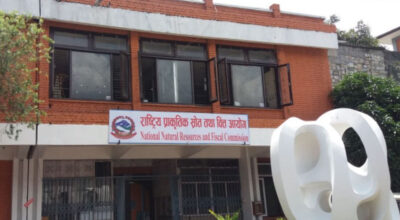 राष्ट्रिय प्राकृतिक स्रोत तथा वित्त आयोग
National Natural Resources and Fiscal Commission